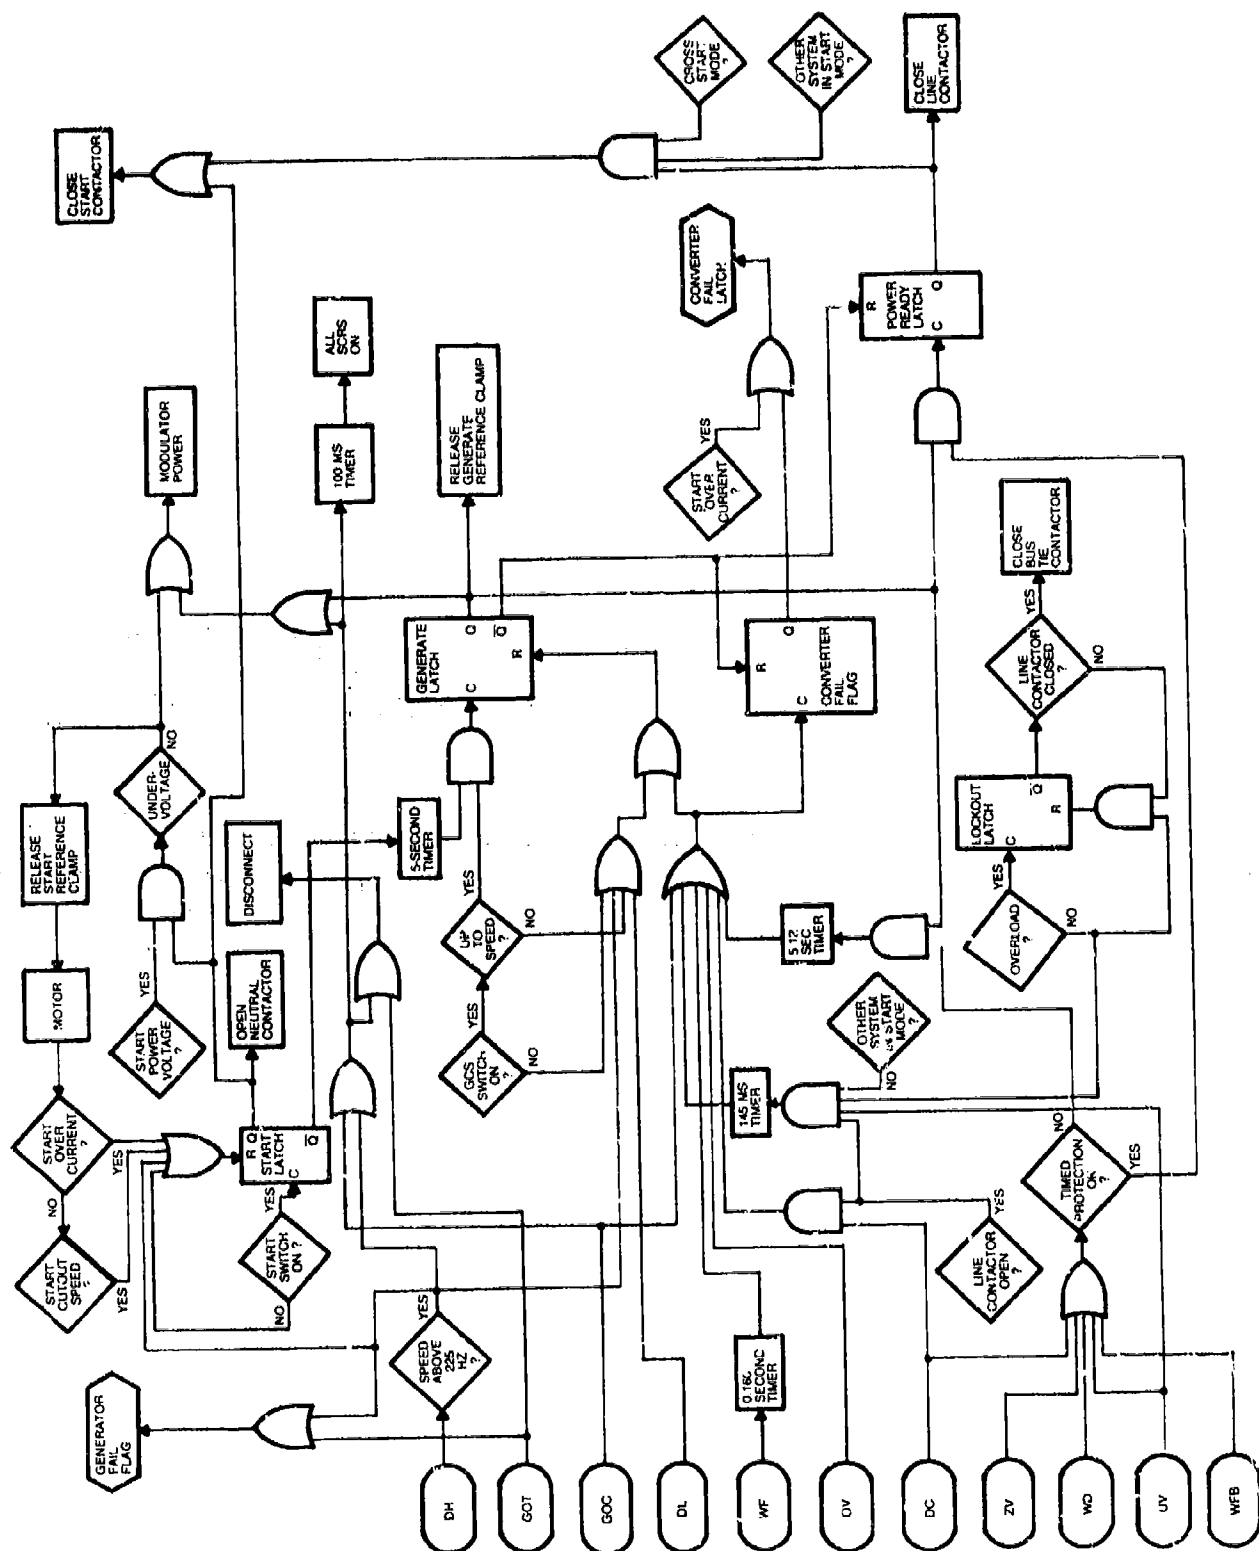 CLOSE
START
CONTACTOR
CROSS
START
MODE
?
OTHER
SYSTEM
IN START
MODE?
CLOSE
LINE
CONTACTOR
MODULATOR
POWER
ALL
SCRS
ON
100 MS
TIMER
RELEASE
GENERATE
REFERENCE CLAMP
CONVERTER
FAIL
LATCH
R
POWER
READY
LATCH
C
Q
START
OVER
CURRENT
?
YES
RELEASE
START
REFERENCE
CLAMP
UNDER-
VOLTAGE
NO
MOTOR
START
POWER
VOLTAGE
?
YES
OPEN
NEUTRAL
CONTACTOR
DISCONNECT
5-SECOND
TIMER
GENERATE
LATCH
C
Q
Q
R
CONVERTER
FAIL
FLAG
R
C
Q
CLOSE
BUS
TIE
CONTACTOR
YES
LINE
CONTACTOR
CLOSED
?
NO
LOCKOUT
LATCH
C
Q
R
YES
OVERLOAD
?
NO
UP
TO
SPEED
?
YES
NO
GCS
SWITCH
ON
?
YES
NO
5.12
SEC
TIMER
OTHER
SYSTEM
IN START
MODE
?
NO
145 MS
TIMER
START
OVER
CURRENT
?
YES
NO
START
CUTOUT
SPEED
?
YES
R
Q
START
LATCH
C
Q
YES
START
SWITCH
ON ?
NO
SPEED
ABOVE
225
HZ
?
YES
0.160
SECOND
TIMER
LINE
CONTACTOR
OPEN
?
YES
TIMED
PROTECTION
OK
?
NO
YES
GENERATOR
FAIL
FLAG
DH
GOT
GOC
DL
WF
OV
DC
ZV
WD
UV
WFB